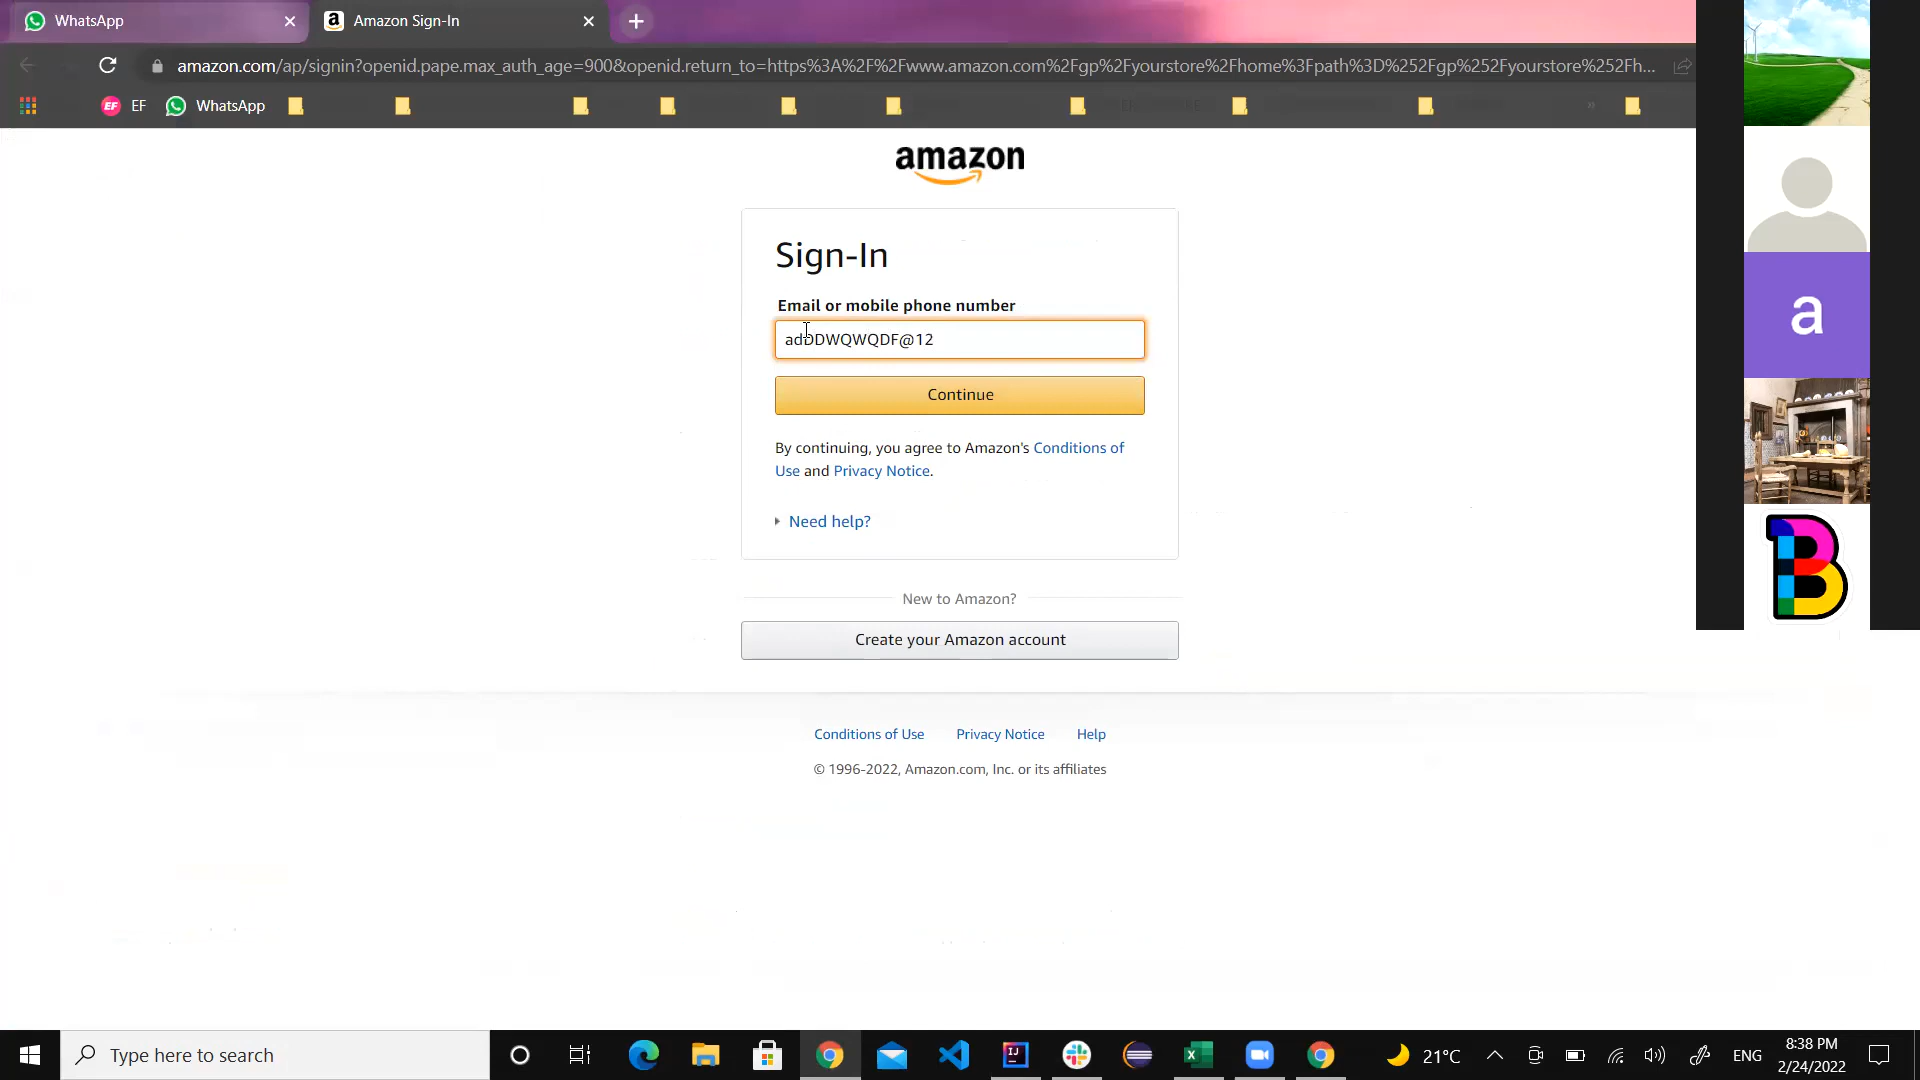 WhatsApp
Amazon Sign-In
amazon.com/ap/signin?openid.pape.max_auth_age=900&openid.return_to=https%3A%2F%2Fwww.amazon.com%2Fgp%2Fyourstore%2Fhome%3Fpath%3D%252Fgp%252Fyourstore%252Fh...
EF EF WhatsApp »
amazon
Sign-In
Email or mobile phone number
adDDWQWQDF@12
Continue
By continuing, you agree to Amazon's Conditions of
Use and Privacy Notice.
Need help?
New to Amazon?
Create your Amazon account
Conditions of Use Privacy Notice Help
© 1996-2022, Amazon.com, Inc. or its affiliates
a
B
Type here to search
21°C
ENG
8:38 PM
2/24/2022